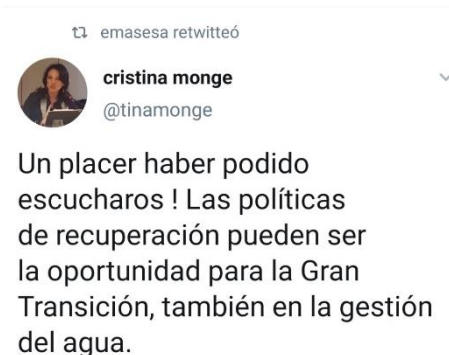 emasesa retwitteó
cristina monge
@tinamonge
Un placer haber podido
escucharos ! Las políticas
de recuperación pueden ser
la oportunidad para la Gran
Transición, también en la gestión
del agua.